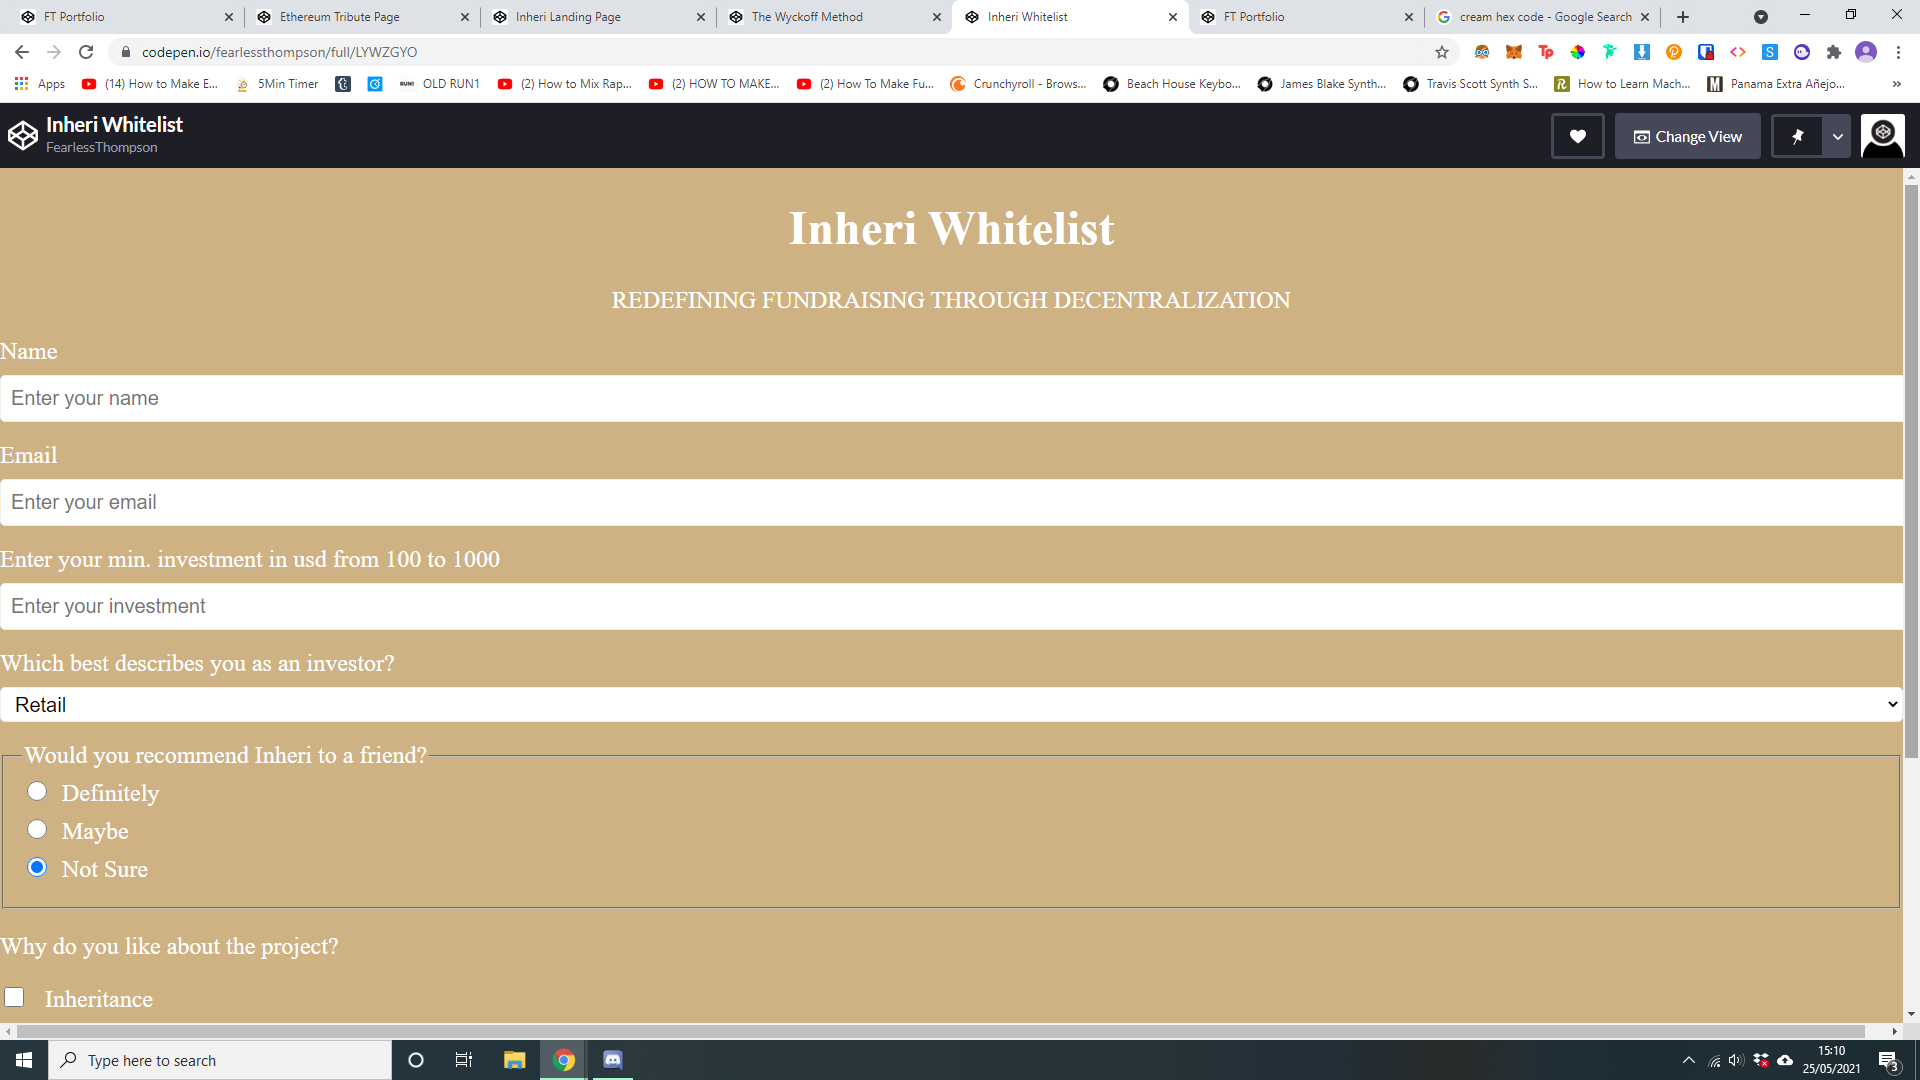 FT Portfolio
Ethereum Tribute Page
Inheri Landing Page
The Wyckoff Method
Inheri Whitelist
FT Portfolio
cream hex code - Google Search
codepen.io/fearlessthompson/full/LYWZGYO
Apps
(14) How to Make E...
5Min Timer
RUN1
OLD RUN1
(2) How to Mix Rap...
(2) HOW TO MAKE...
(2) How To Make Fu...
Crunchyroll - Brows...
Beach House Keybo...
James Blake Synth...
Travis Scott Synth S...
How to Learn Mach...
Panama Extra Añejo...
Inheri Whitelist
FearlessThompson
Change View
Inheri Whitelist
REDEFINING FUNDRAISING THROUGH DECENTRALIZATION
Name
Enter your name
Email
Enter your email
Enter your min. investment in usd from 100 to 1000
Enter your investment
Which best describes you as an investor?
Retail
Would you recommend Inheri to a friend?
Definitely
Maybe
Not Sure
Why do you like about the project?
Inheritance
Type here to search
15:10
25/05/2021
3